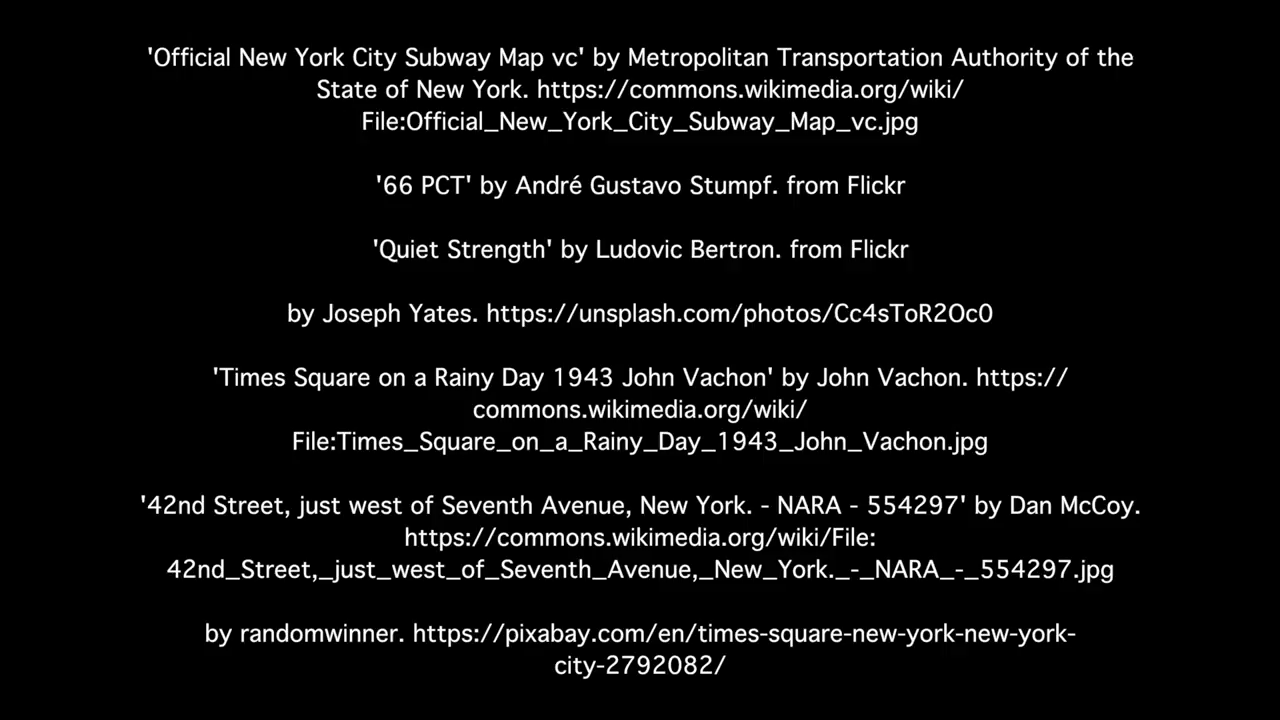 'Official New York City Subway Map vc' by Metropolitan Transportation Authority of the
State of New York. https://commons.wikimedia.org/wiki/
File:Official_New_York_City_Subway_Map_vc.jpg
'66 PCT' by André Gustavo Stumpf. from Flickr
'Quiet Strength' by Ludovic Bertron. from Flickr
by Joseph Yates. https://unsplash.com/photos/Cc4sToR2Oc0
'Times Square on a Rainy Day 1943 John Vachon' by John Vachon. https://
commons.wikimedia.org/wiki/
File:Times_Square_on_a_Rainy_Day_1943_John_Vachon.jpg
'42nd Street, just west of Seventh Avenue, New York. - NARA - 554297' by Dan McCoy.
https://commons.wikimedia.org/wiki/File:
42nd_Street,_just_west_of_Seventh_Avenue,_New_York._-_NARA_-_554297.jpg
by randomwinner. https://pixabay.com/en/times-square-new-york-new-york-
city-2792082/